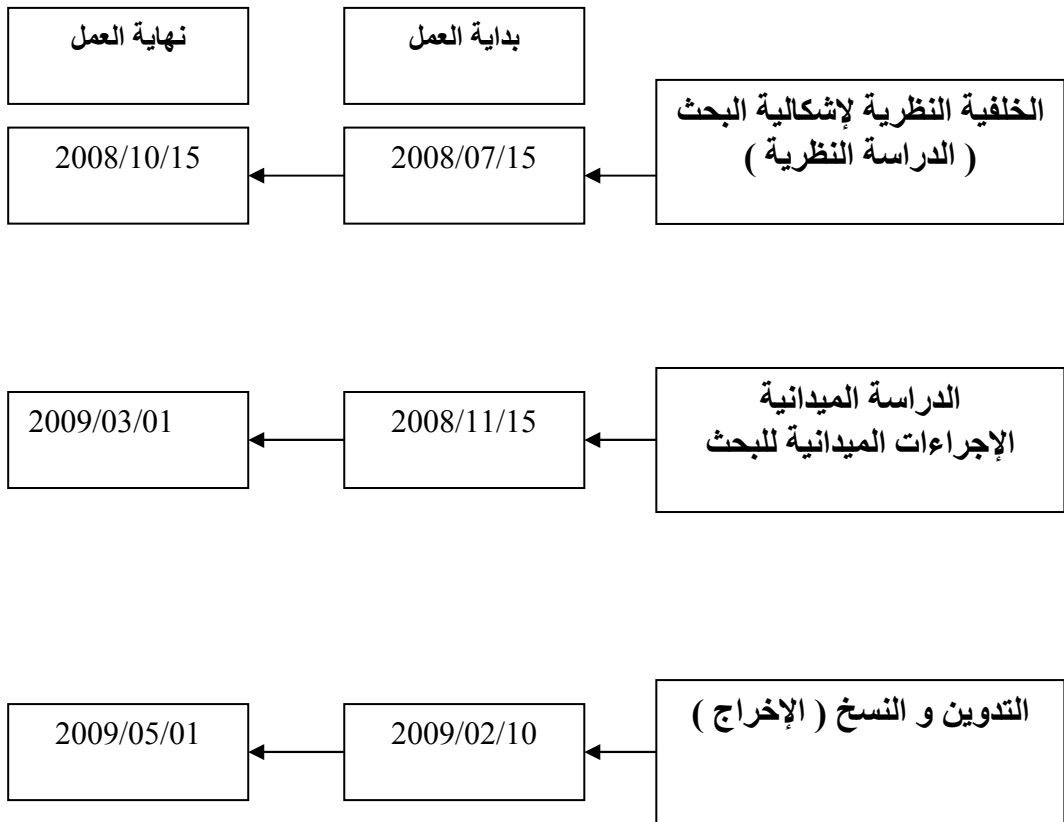 بداية العمل
نهاية العمل
الخلفية النظرية لإشكالية البحث
( الدراسة النظرية )
2008/07/15
2008/10/15
الدراسة الميدانية
الإجراءات الميدانية للبحث
2008/11/15
2009/03/01
التدوين و النسخ ( الإخراج )
2009/02/10
2009/05/01